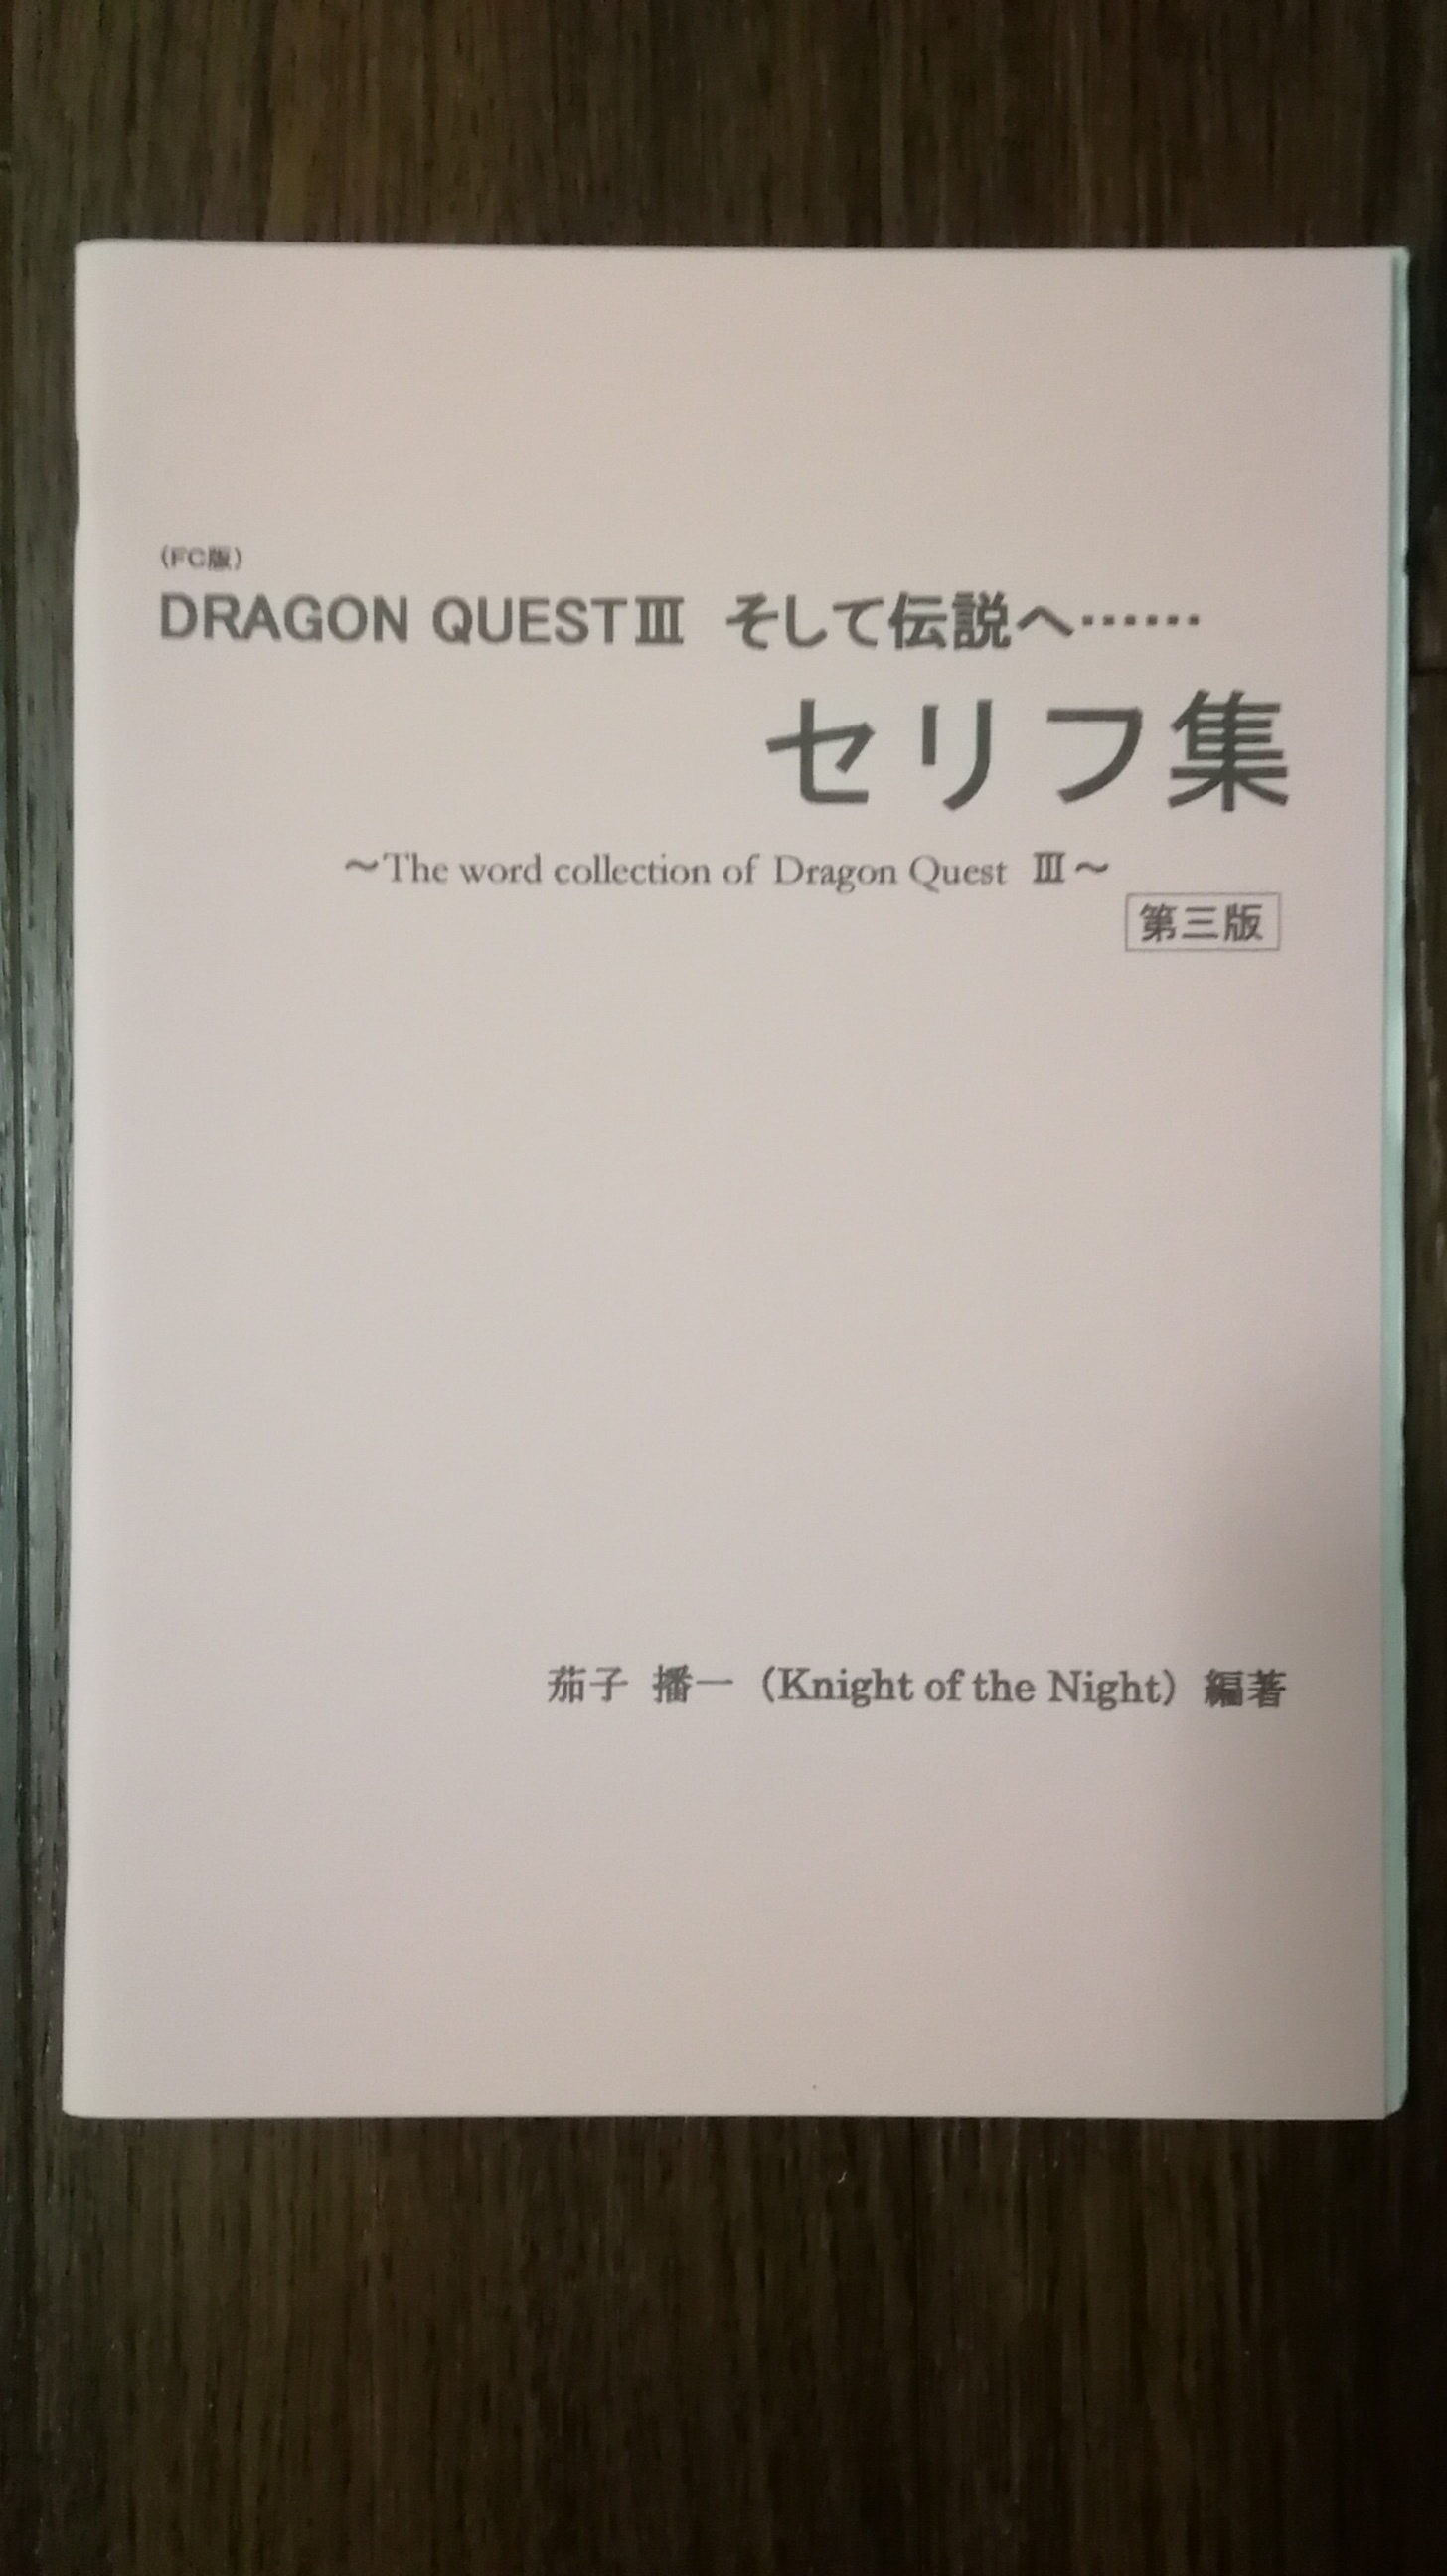 (FC版)
DRAGON QUESTⅢ そして伝説へ……
セリフ集
～The word collection of Dragon Quest Ⅲ～
第三版
茄子 播一 (Knight of the Night) 編著